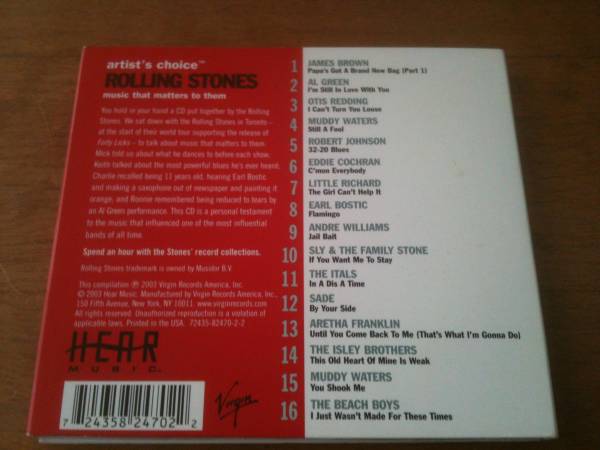 artist's choice™
ROLLING STONES
music that matters to them
You hold in your hand a CD put together by the Rolling
Stones. We sat down with the Rolling Stones in Toronto –
at the start of their world tour supporting the release of
Forty Licks – to talk about music that matters to them.
Mick told us about what he dances to before each show,
Keith talked about the most powerful blues he's ever heard,
Charlie recalled being 11 years old, hearing Earl Bostic
and making a saxophone out of newspaper and painting it
orange, and Ronnie remembered being reduced to tears by
an Al Green performance. This CD is a personal testament
to the music that influenced one of the most influential
bands of all time.
Spend an hour with the Stones' record collections.
Rolling Stones trademark is owned by Musidor B.V.
This compilation ℗ 2003 Virgin Records America, Inc.
© 2003 Hear Music. Manufactured by Virgin Records America, Inc.,
150 Fifth Avenue, New York, NY 10011. www.virginrecords.com
All rights reserved. Unauthorized reproduction is a violation of
applicable laws. Printed in the USA. 72435-82470-2-2
HEAR
MUSIC
7 24358 24702 2
Virgin
1 JAMES BROWN
Papa's Got A Brand New Bag (Part 1)
2 AL GREEN
I'm Still In Love With You
3 OTIS REDDING
I Can't Turn You Loose
4 MUDDY WATERS
Still A Fool
5 ROBERT JOHNSON
32-20 Blues
6 EDDIE COCHRAN
C'mon Everybody
7 LITTLE RICHARD
The Girl Can't Help It
8 EARL BOSTIC
Flamingo
9 ANDRE WILLIAMS
Jail Bait
10 SLY & THE FAMILY STONE
If You Want Me To Stay
11 THE ITALS
In A Dis A Time
12 SADE
By Your Side
13 ARETHA FRANKLIN
Until You Come Back To Me (That's What I'm Gonna Do)
14 THE ISLEY BROTHERS
This Old Heart Of Mine Is Weak
15 MUDDY WATERS
You Shook Me
16 THE BEACH BOYS
I Just Wasn't Made For These Times